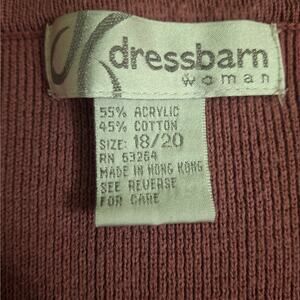 dressbarn
woman
55% ACRYLIC
45% COTTON
SIZE: 18/20
RN 63264
MADE IN HONG KONG
SEE REVERSE
FOR CARE